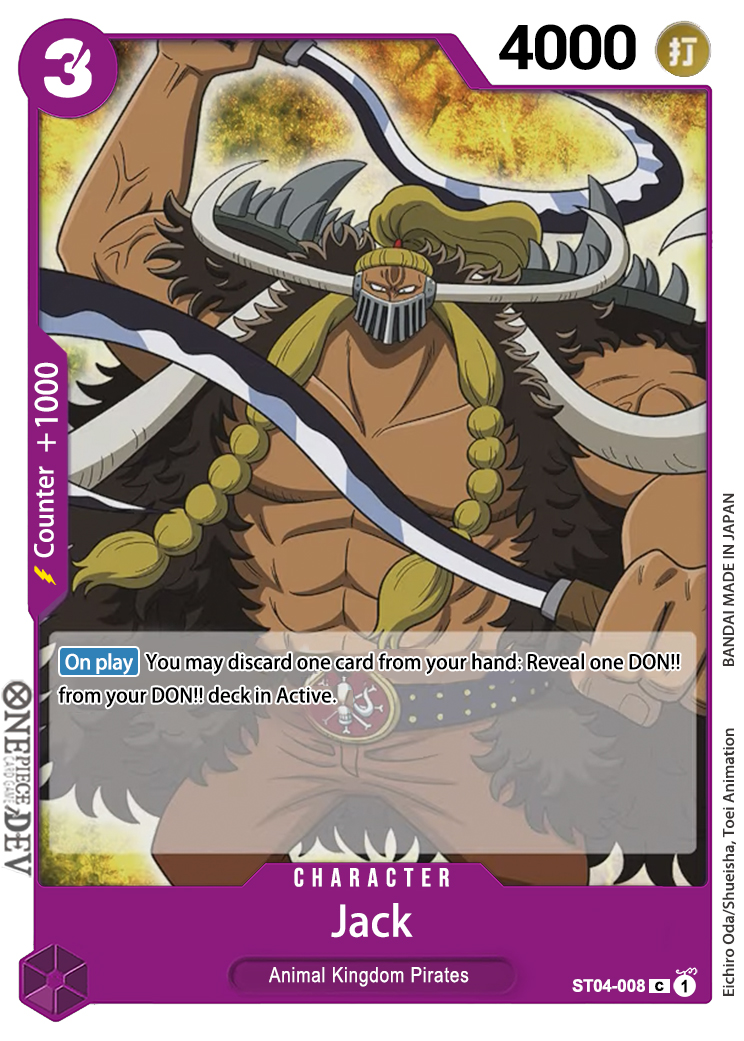 3
4000
打
Counter +1000
On play You may discard one card from your hand: Reveal one DON!!
from your DON!! deck in Active.
ONE PIECE
CARD GAME
/DEV
BANDAI MADE IN JAPAN
Eichiro Oda/Shueisha, Toei Animation
CHARACTER
Jack
Animal Kingdom Pirates
ST04-008 C 1